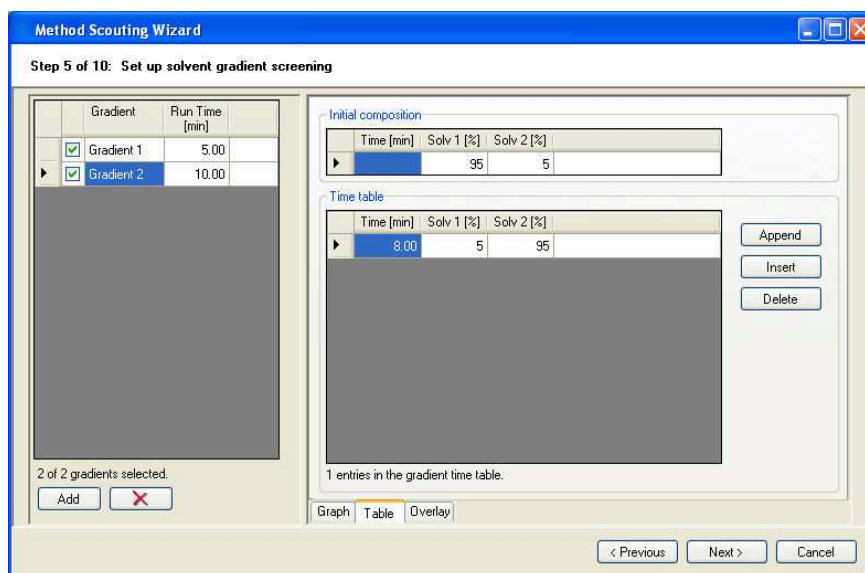 Method Scouting Wizard
Step 5 of 10: Set up solvent gradient screening
Gradient Run Time [min]
Gradient 1 5.00
Gradient 2 10.00
2 of 2 gradients selected.
Add
Initial composition
Time [min] Solv 1 [%] Solv 2 [%]
95 5
Time table
Time [min] Solv 1 [%] Solv 2 [%]
8.00 5 95
Append
Insert
Delete
1 entries in the gradient time table.
Graph Table Overlay
< Previous Next > Cancel